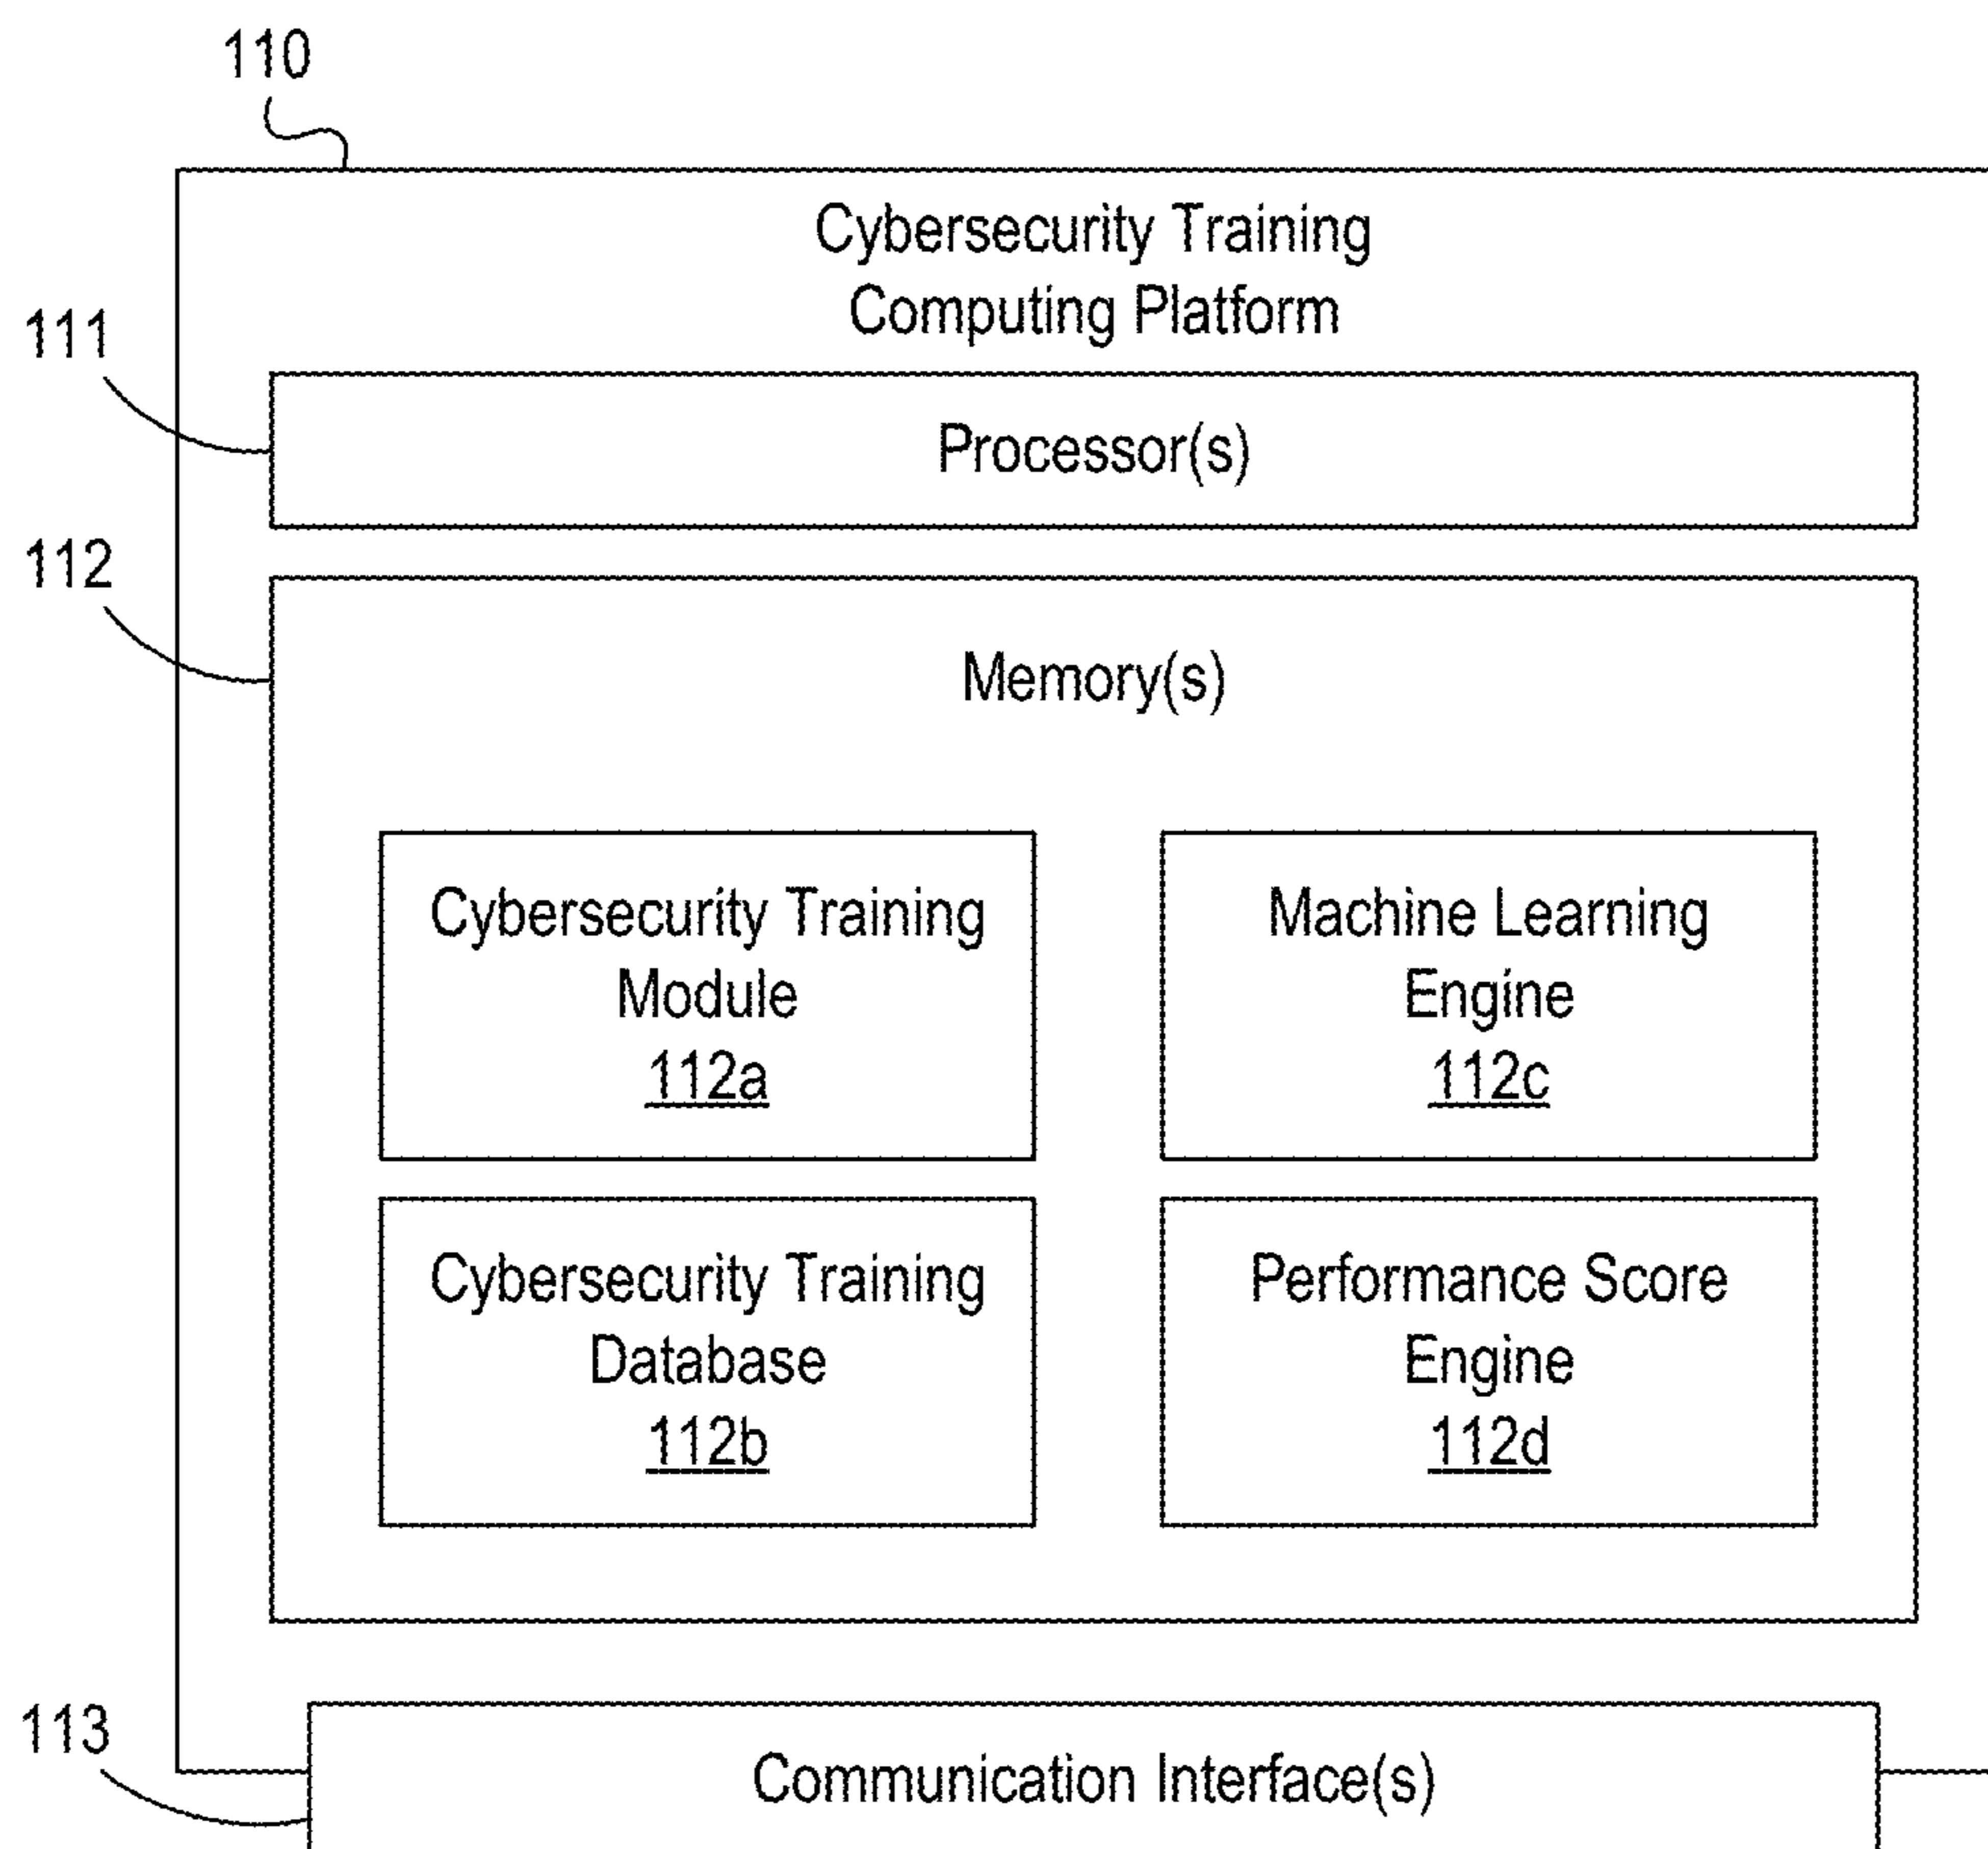 110
Cybersecurity Training
Computing Platform
111
Processor(s)
112
Memory(s)
Cybersecurity Training
Module
112a
Machine Learning
Engine
112c
Cybersecurity Training
Database
112b
Performance Score
Engine
112d
113
Communication Interface(s)